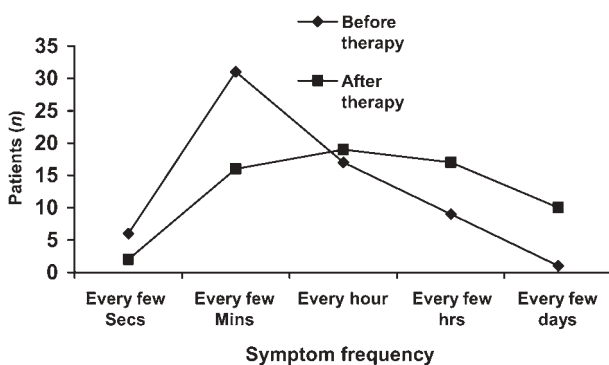 Before
therapy
After
therapy
35
30
25
20
15
10
5
0
Patients (n)
Every few
Secs
Every few
Mins
Every hour
Every few
hrs
Every few
days
Symptom frequency